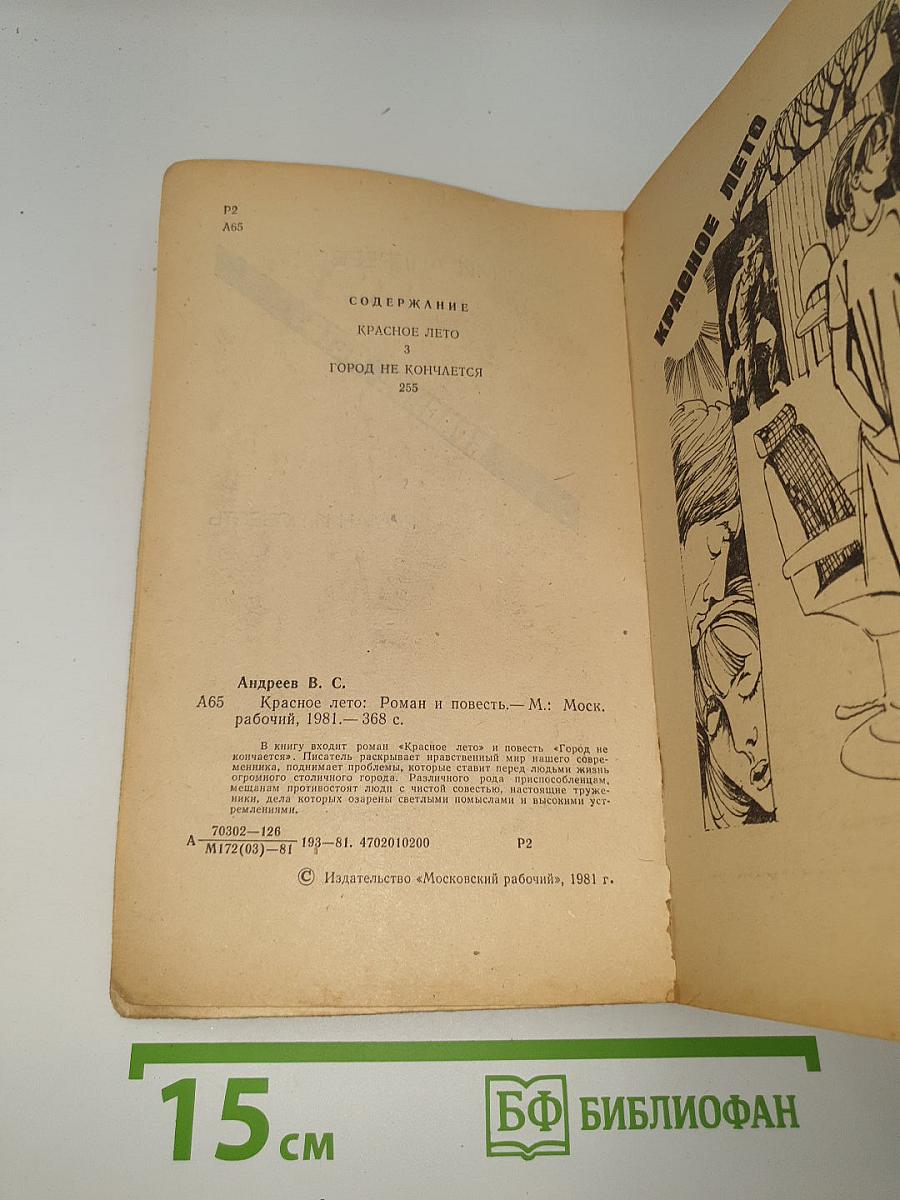 Р2
А65
СОДЕРЖАНИЕ
КРАСНОЕ ЛЕТО
3
ГОРОД НЕ КОНЧАЕТСЯ
255
Андреев В. С.
А65 Красное лето: Роман и повесть.— М.: Моск.
рабочий, 1981.— 368 с.
В книгу входит роман «Красное лето» и повесть «Город не
кончается». Писатель раскрывает нравственный мир нашего совре-
менника, поднимает проблемы, которые ставит перед людьми жизнь
огромного столичного города. Различного рода приспособленцам,
мещанам противостоят люди с чистой совестью, настоящие труже-
ники, дела которых озарены светлыми помыслами и высокими уст-
ремлениями.
70302—126
А М172(03)—81 193—81. 4702010200 Р2
© Издательство «Московский рабочий», 1981 г.
КРАСНОЕ ЛЕТО
15 см
БФ БИБЛИОФАН